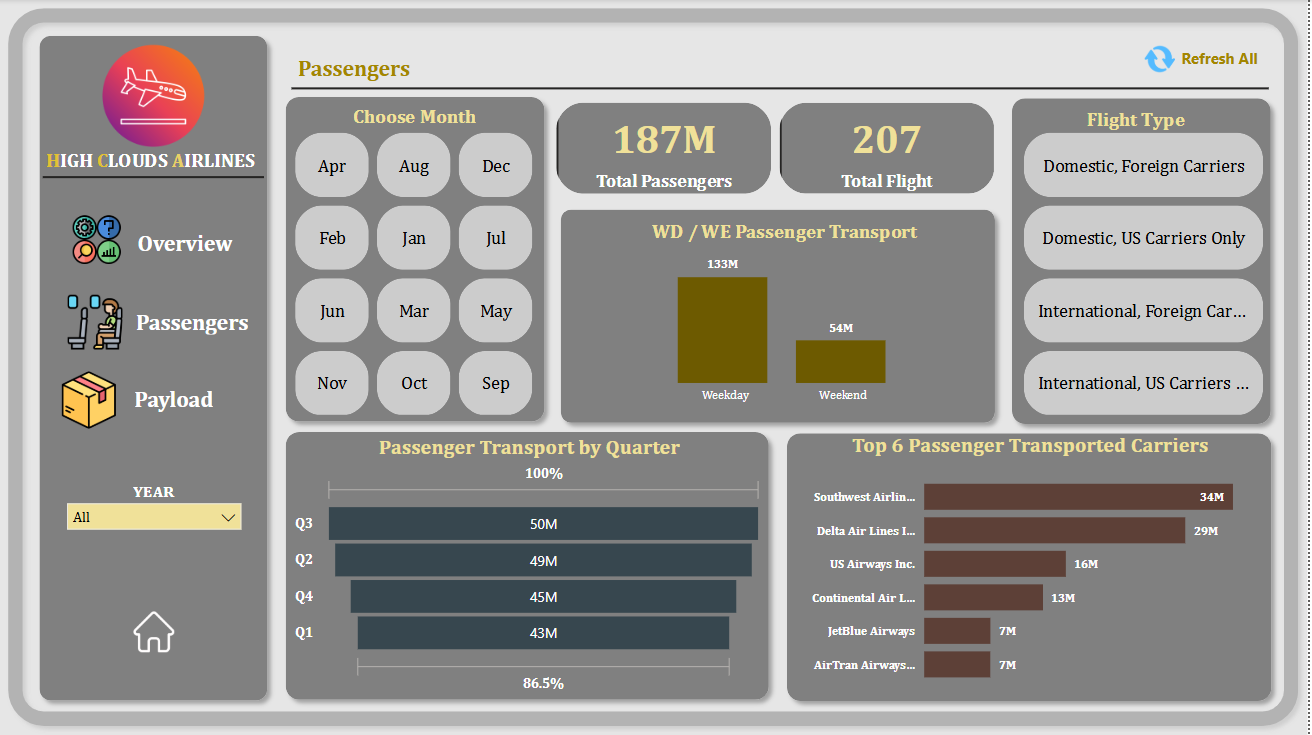 HIGH CLOUDS AIRLINES
Overview
Passengers
Payload
YEAR
All
Passengers
Refresh All
Choose Month
Apr Aug Dec
Feb Jan Jul
Jun Mar May
Nov Oct Sep
187M
Total Passengers
207
Total Flight
WD / WE Passenger Transport
133M
54M
Weekday Weekend
Flight Type
Domestic, Foreign Carriers
Domestic, US Carriers Only
International, Foreign Car...
International, US Carriers ...
Passenger Transport by Quarter
100%
Q3 50M
Q2 49M
Q4 45M
Q1 43M
86.5%
Top 6 Passenger Transported Carriers
Southwest Airlin... 34M
Delta Air Lines I... 29M
US Airways Inc. 16M
Continental Air L... 13M
JetBlue Airways 7M
AirTran Airways... 7M